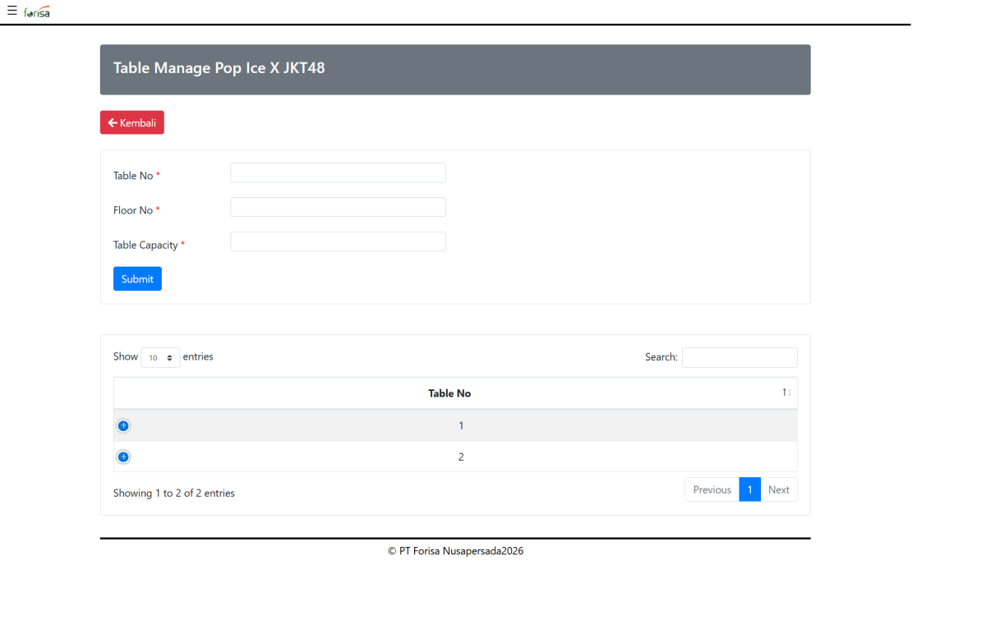 forisa
Table Manage Pop Ice X JKT48
Kembali
Table No *
Floor No *
Table Capacity *
Submit
Show 10 entries
Search:
Table No
1
2
Showing 1 to 2 of 2 entries
Previous 1 Next
© PT Forisa Nusapersada2026